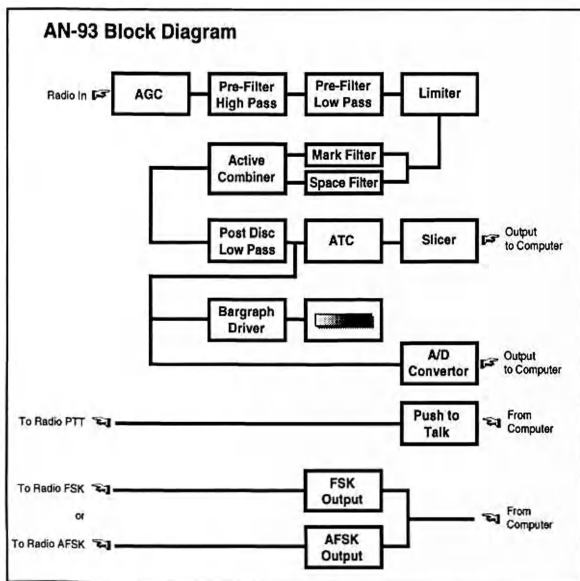 AN-93 Block Diagram
Radio In
AGC
Pre-Filter
High Pass
Pre-Filter
Low Pass
Limiter
Active
Combiner
Mark Filter
Space Filter
Post Disc
Low Pass
ATC
Slicer
Output
to Computer
Bargraph
Driver
A/D
Convertor
Output
to Computer
To Radio PTT
Push to
Talk
From
Computer
To Radio FSK
FSK
Output
or
From
Computer
To Radio AFSK
AFSK
Output